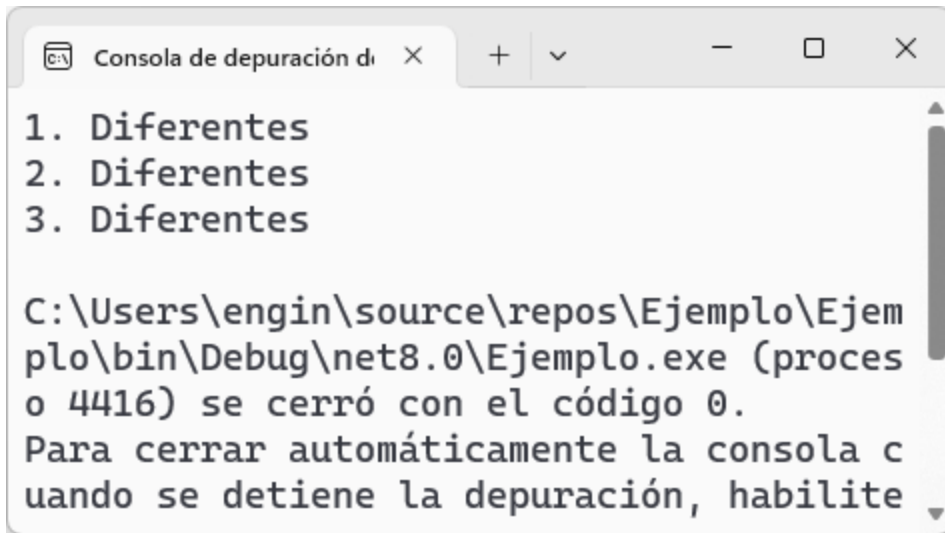 Consola de depuración de
1. Diferentes
2. Diferentes
3. Diferentes
C:\Users\engin\source\repos\Ejemplo\Ejem
plo\bin\Debug\net8.0\Ejemplo.exe (proces
o 4416) se cerró con el código 0.
Para cerrar automáticamente la consola c
uando se detiene la depuración, habilite